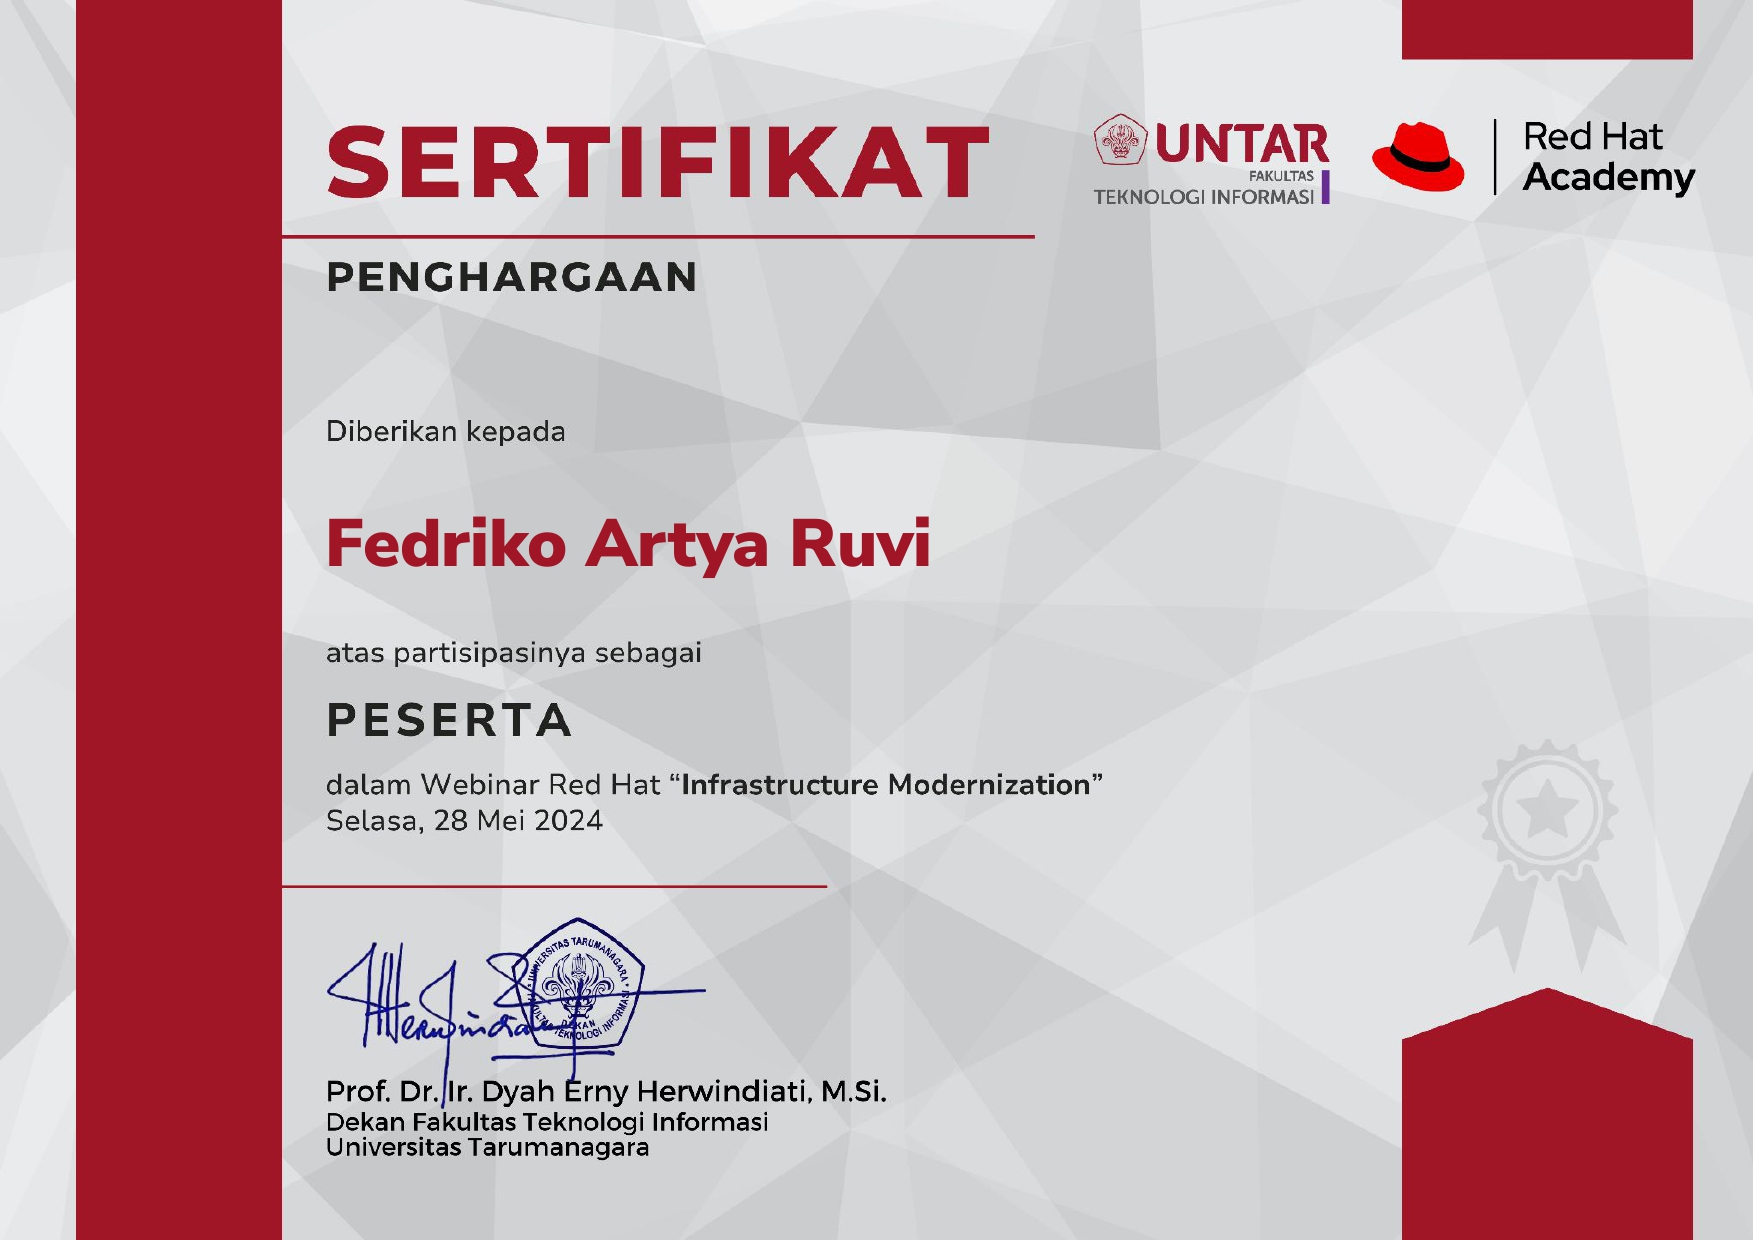 SERTIFIKAT
UNTAR
FAKULTAS
TEKNOLOGI INFORMASI
Red Hat
Academy
PENGHARGAAN
Diberikan kepada
Fedriko Artya Ruvi
atas partisipasinya sebagai
PESERTA
dalam Webinar Red Hat “Infrastructure Modernization”
Selasa, 28 Mei 2024
UNIVERSITAS TARUMANAGARA
DEKAN
FAKULTAS TEKNOLOGI INFORMASI
Prof. Dr. Ir. Dyah Erny Herwindiati, M.Si.
Dekan Fakultas Teknologi Informasi
Universitas Tarumanagara